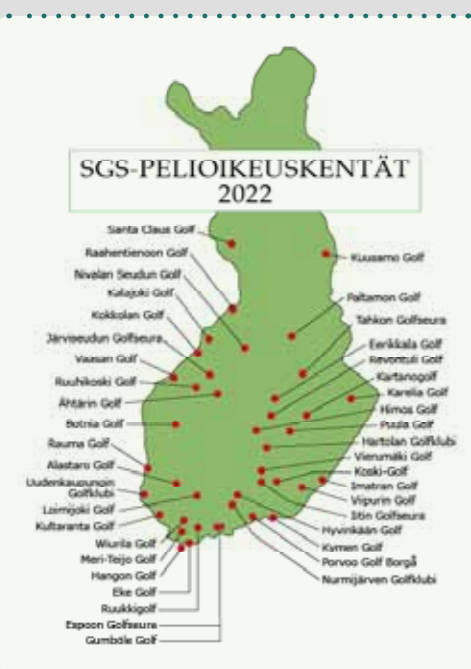 SGS-PELIOIKEUSKENTÄT
2022
Santa Claus Golf
Raahentienoon Golf
Nivalan Seudun Golf
Kalajoki Golf
Kokkolan Golf
Järviseudun Golfseura
Vaasan Golf
Ruuhikoski Golf
Ähtärin Golf
Botnia Golf
Rauma Golf
Alastaro Golf
Uudenkaupungin
Golfklubi
Loimijoki Golf
Kultaranta Golf
Wiurila Golf
Meri-Teijo Golf
Hangon Golf
Eke Golf
Ruukkigolf
Espoon Golfseura
Gumböle Golf
Kuusamo Golf
Paltamon Golf
Tahkon Golfseura
Eerikkala Golf
Revontuli Golf
Kartanogolf
Karelia Golf
Himos Golf
Puula Golf
Hartolan Golfklubi
Vierumäki Golf
Koski-Golf
Imatran Golf
Viipurin Golf
Iitin Golfseura
Hyvinkään Golf
Kymen Golf
Porvoo Golf Borgå
Nurmijärven Golfklubi